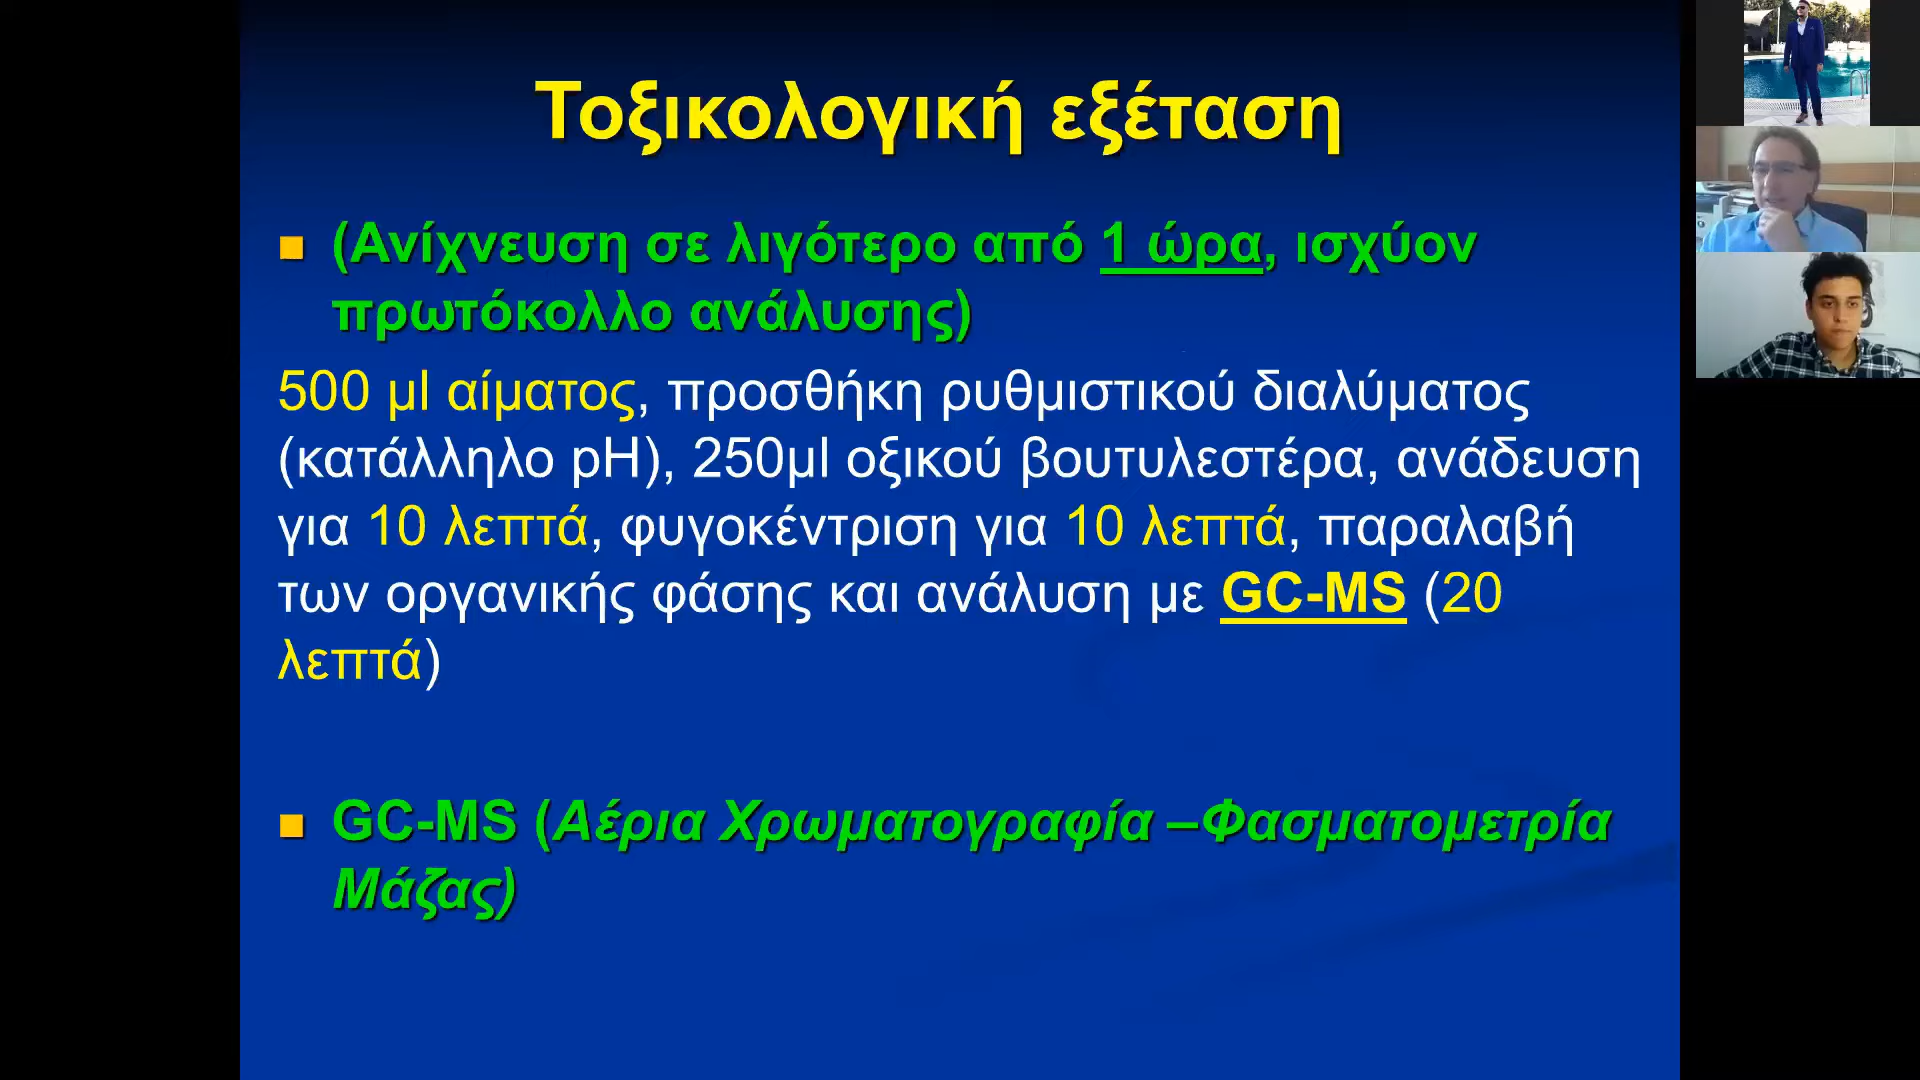 Τοξικολογική εξέταση
(Ανίχνευση σε λιγότερο από 1 ώρα, ισχύον
πρωτόκολλο ανάλυσης)
500 μl αίματος, προσθήκη ρυθμιστικού διαλύματος
(κατάλληλο pH), 250μl οξικού βουτυλεστέρα, ανάδευση
για 10 λεπτά, φυγοκέντριση για 10 λεπτά, παραλαβή
των οργανικής φάσης και ανάλυση με GC-MS (20
λεπτά)
GC-MS (Αέρια Χρωματογραφία –Φασματομετρία
Μάζας)